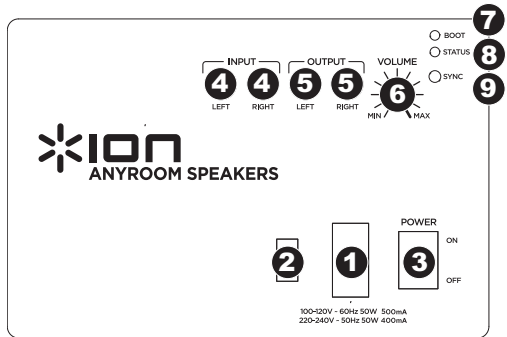 7
BOOT
8
STATUS
INPUT OUTPUT VOLUME
4 4 5 5 6
SYNC
9
LEFT RIGHT LEFT RIGHT
MIN MAX
ION
ANYROOM SPEAKERS
POWER
ON
2 1 3
OFF
100-120V ~ 60Hz 50W 500mA
220-240V ~ 50Hz 50W 400mA